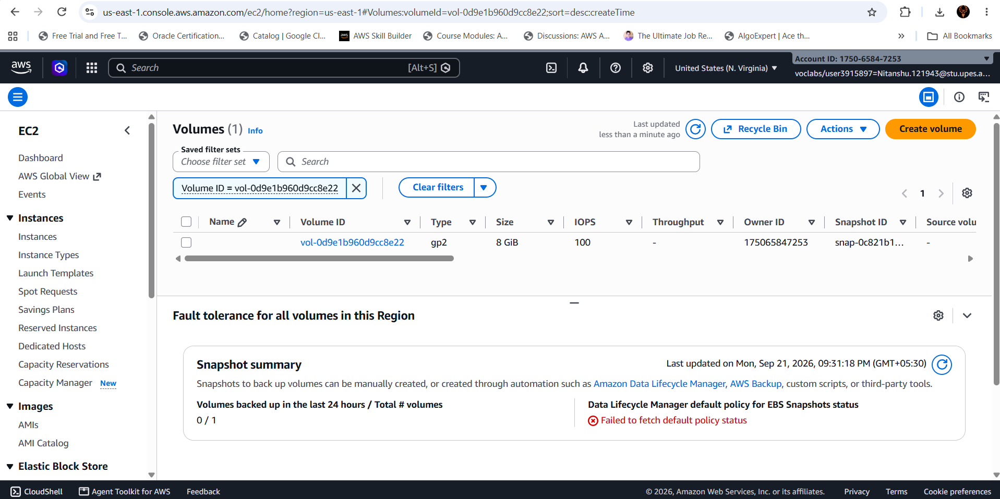 us-east-1.console.aws.amazon.com/ec2/home?region=us-east-1#Volumes:volumeId=vol-0d9e1b960d9cc8e22;sort=desc:createTime
Free Trial and Free T... Oracle Certification... Catalog | Google Cl... AWS Skill Builder Course Modules: A... Discussions: AWS A... The Ultimate Job Re... AlgoExpert | Ace th... » All Bookmarks
aws Search [Alt+S] United States (N. Virginia) Account ID: 1750-6584-7253
voclabs/user3915897=Nitanshu.121943@stu.upes.a...
EC2
Dashboard
AWS Global View
Events
Instances
Instances
Instance Types
Launch Templates
Spot Requests
Savings Plans
Reserved Instances
Dedicated Hosts
Capacity Reservations
Capacity Manager New
Images
AMIs
AMI Catalog
Elastic Block Store
Volumes (1) Info
Last updated
less than a minute ago
Recycle Bin Actions Create volume
Saved filter sets
Choose filter set Search
Volume ID = vol-0d9e1b960d9cc8e22 Clear filters
1
Name Volume ID Type Size IOPS Throughput Owner ID Snapshot ID Source volu
vol-0d9e1b960d9cc8e22 gp2 8 GiB 100 - 175065847253 snap-0c821b1... -
Fault tolerance for all volumes in this Region
Snapshot summary Last updated on Mon, Sep 21, 2026, 09:31:18 PM (GMT+05:30)
Snapshots to back up volumes can be manually created, or created through automation such as Amazon Data Lifecycle Manager, AWS Backup, custom scripts, or third-party tools.
Volumes backed up in the last 24 hours / Total # volumes
0 / 1
Data Lifecycle Manager default policy for EBS Snapshots status
Failed to fetch default policy status
CloudShell Agent Toolkit for AWS Feedback © 2026, Amazon Web Services, Inc. or its affiliates. Privacy Terms Cookie preferences